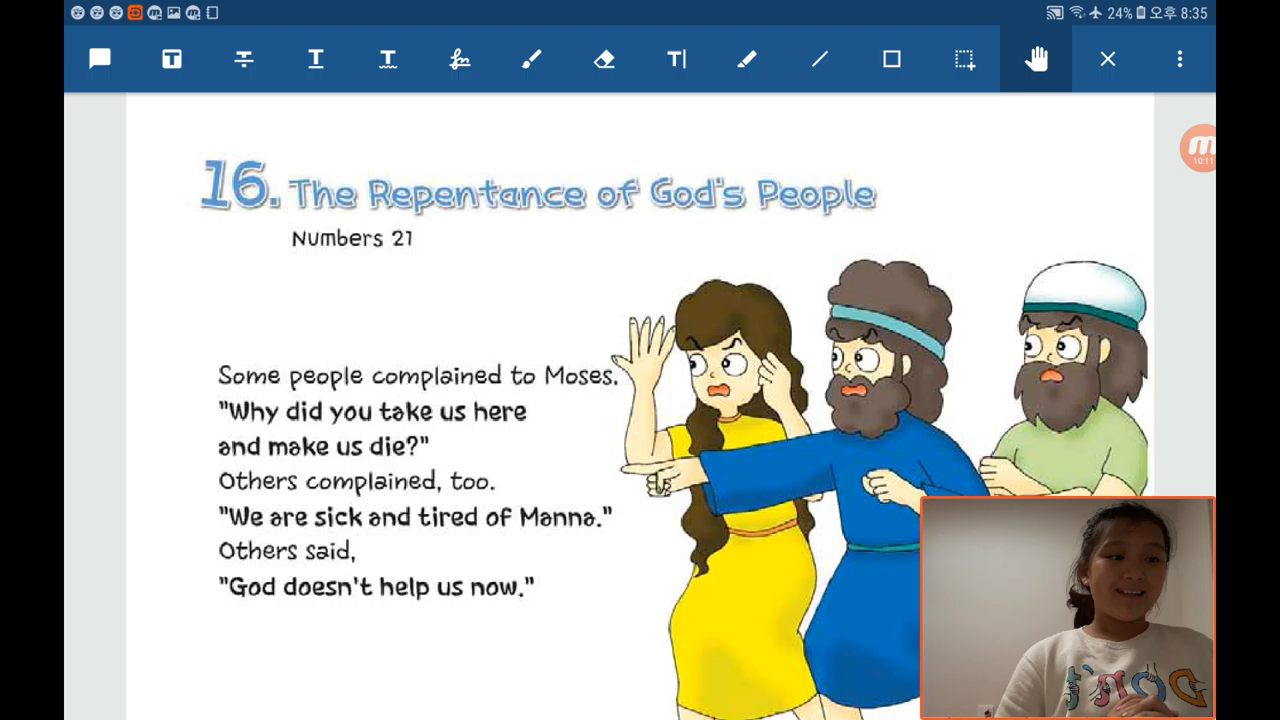 24% 오후 8:35
10:11
16. The Repentance of God's People
Numbers 21
Some people complained to Moses.
"Why did you take us here
and make us die?"
Others complained, too.
"We are sick and tired of Manna."
Others said,
"God doesn't help us now."